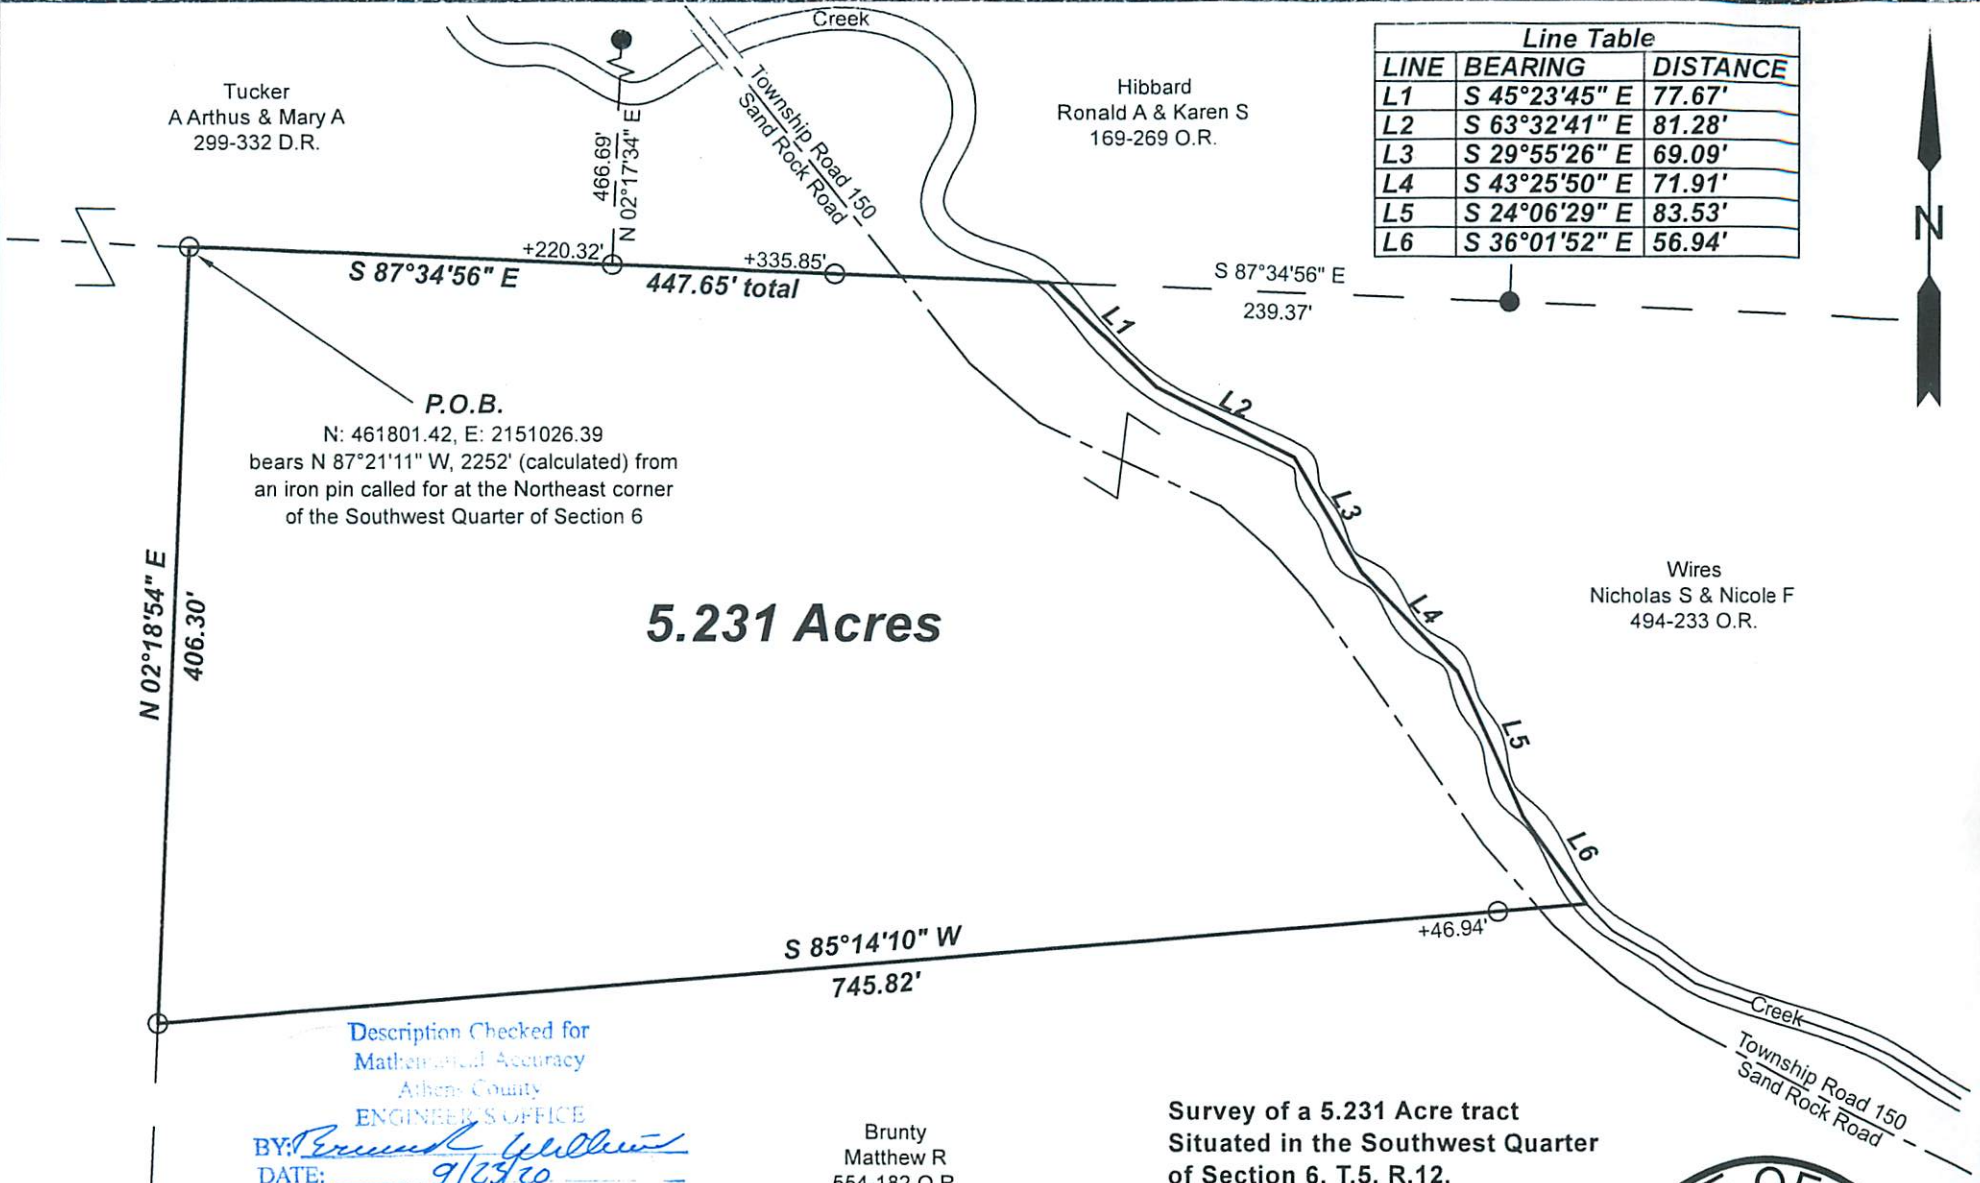 Creek
Tucker
A Arthus & Mary A
299-332 D.R.
466.69'
N 02°17'34" E
Township Road 150
Sand Rock Road
Hibbard
Ronald A & Karen S
169-269 O.R.
Line Table
LINE BEARING DISTANCE
L1 S 45°23'45" E 77.67'
L2 S 63°32'41" E 81.28'
L3 S 29°55'26" E 69.09'
L4 S 43°25'50" E 71.91'
L5 S 24°06'29" E 83.53'
L6 S 36°01'52" E 56.94'
N
+220.32'
+335.85'
S 87°34'56" E
447.65' total
S 87°34'56" E
239.37'
L1
L2
L3
L4
L5
L6
P.O.B.
N: 461801.42, E: 2151026.39
bears N 87°21'11" W, 2252' (calculated) from
an iron pin called for at the Northeast corner
of the Southwest Quarter of Section 6
N 02°18'54" E
406.30'
5.231 Acres
Wires
Nicholas S & Nicole F
494-233 O.R.
+46.94'
S 85°14'10" W
745.82'
Creek
Township Road 150
Sand Rock Road
Description Checked for
Mathematical Accuracy
Athens County
ENGINEER'S OFFICE
BY:
DATE: 9/23/20
Brunty
Matthew R
554-182 O.R.
Survey of a 5.231 Acre tract
Situated in the Southwest Quarter
of Section 6, T.5, R.12,
OF